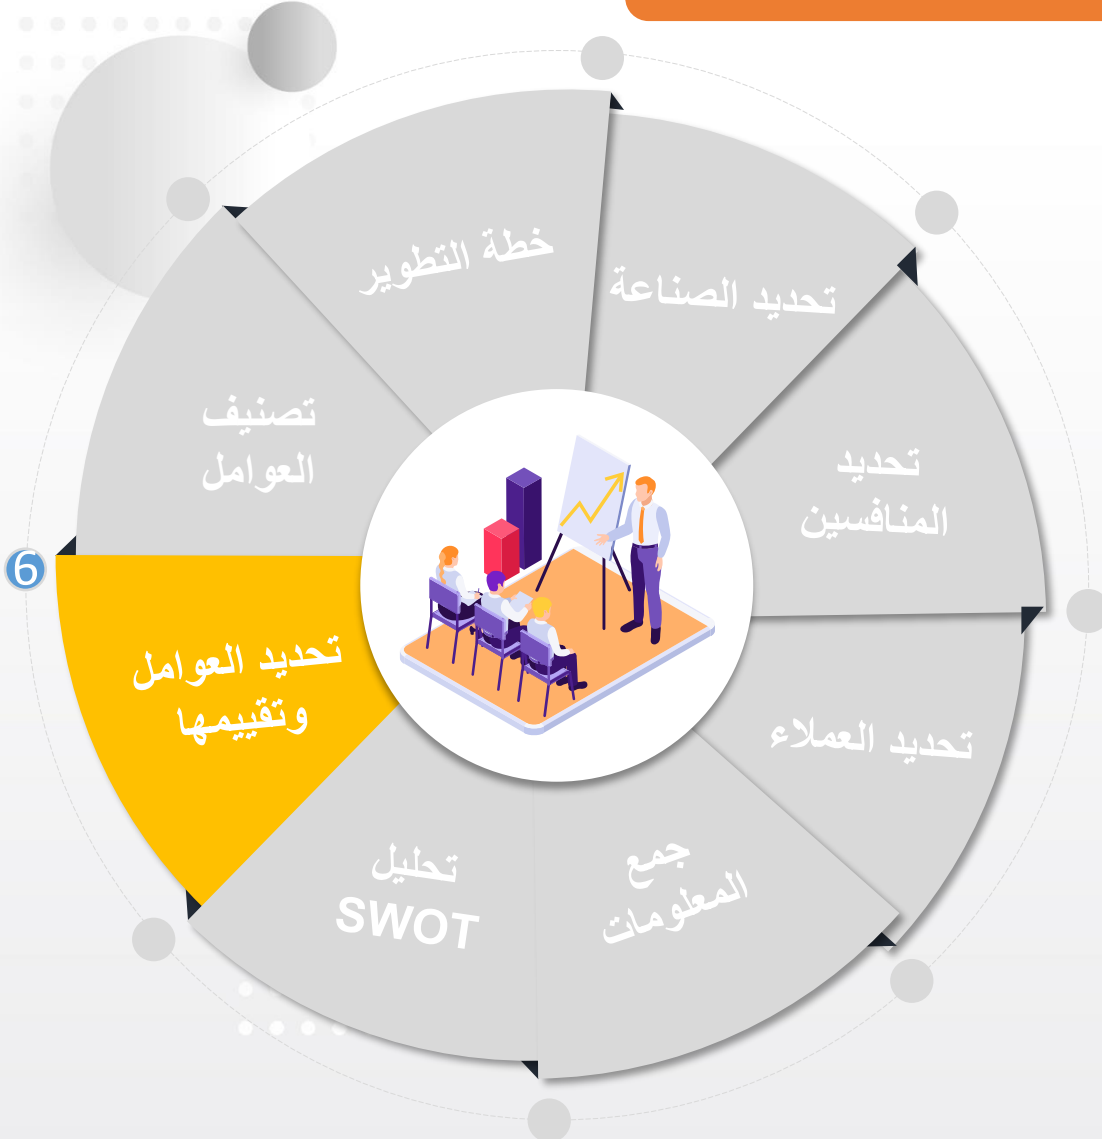 تحديد الصناعة
تحديد
المنافسين
تحديد العملاء
جمع
المعلومات
تحليل
SWOT
6
تحديد العوامل
وتقييمها
تصنيف
العوامل
خطة التطوير